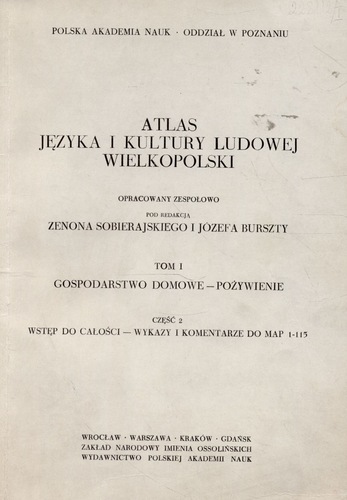 POLSKA AKADEMIA NAUK · ODDZIAŁ W POZNANIU
ATLAS
JĘZYKA I KULTURY LUDOWEJ
WIELKOPOLSKI
OPRACOWANY ZESPOŁOWO
POD REDAKCJĄ
ZENONA SOBIERAJSKIEGO I JÓZEFA BURSZTY
TOM I
GOSPODARSTWO DOMOWE — POŻYWIENIE
CZĘŚĆ 2
WSTĘP DO CAŁOŚCI — WYKAZY I KOMENTARZE DO MAP 1-115
WROCŁAW · WARSZAWA · KRAKÓW · GDAŃSK
ZAKŁAD NARODOWY IMIENIA OSSOLIŃSKICH
WYDAWNICTWO POLSKIEJ AKADEMII NAUK